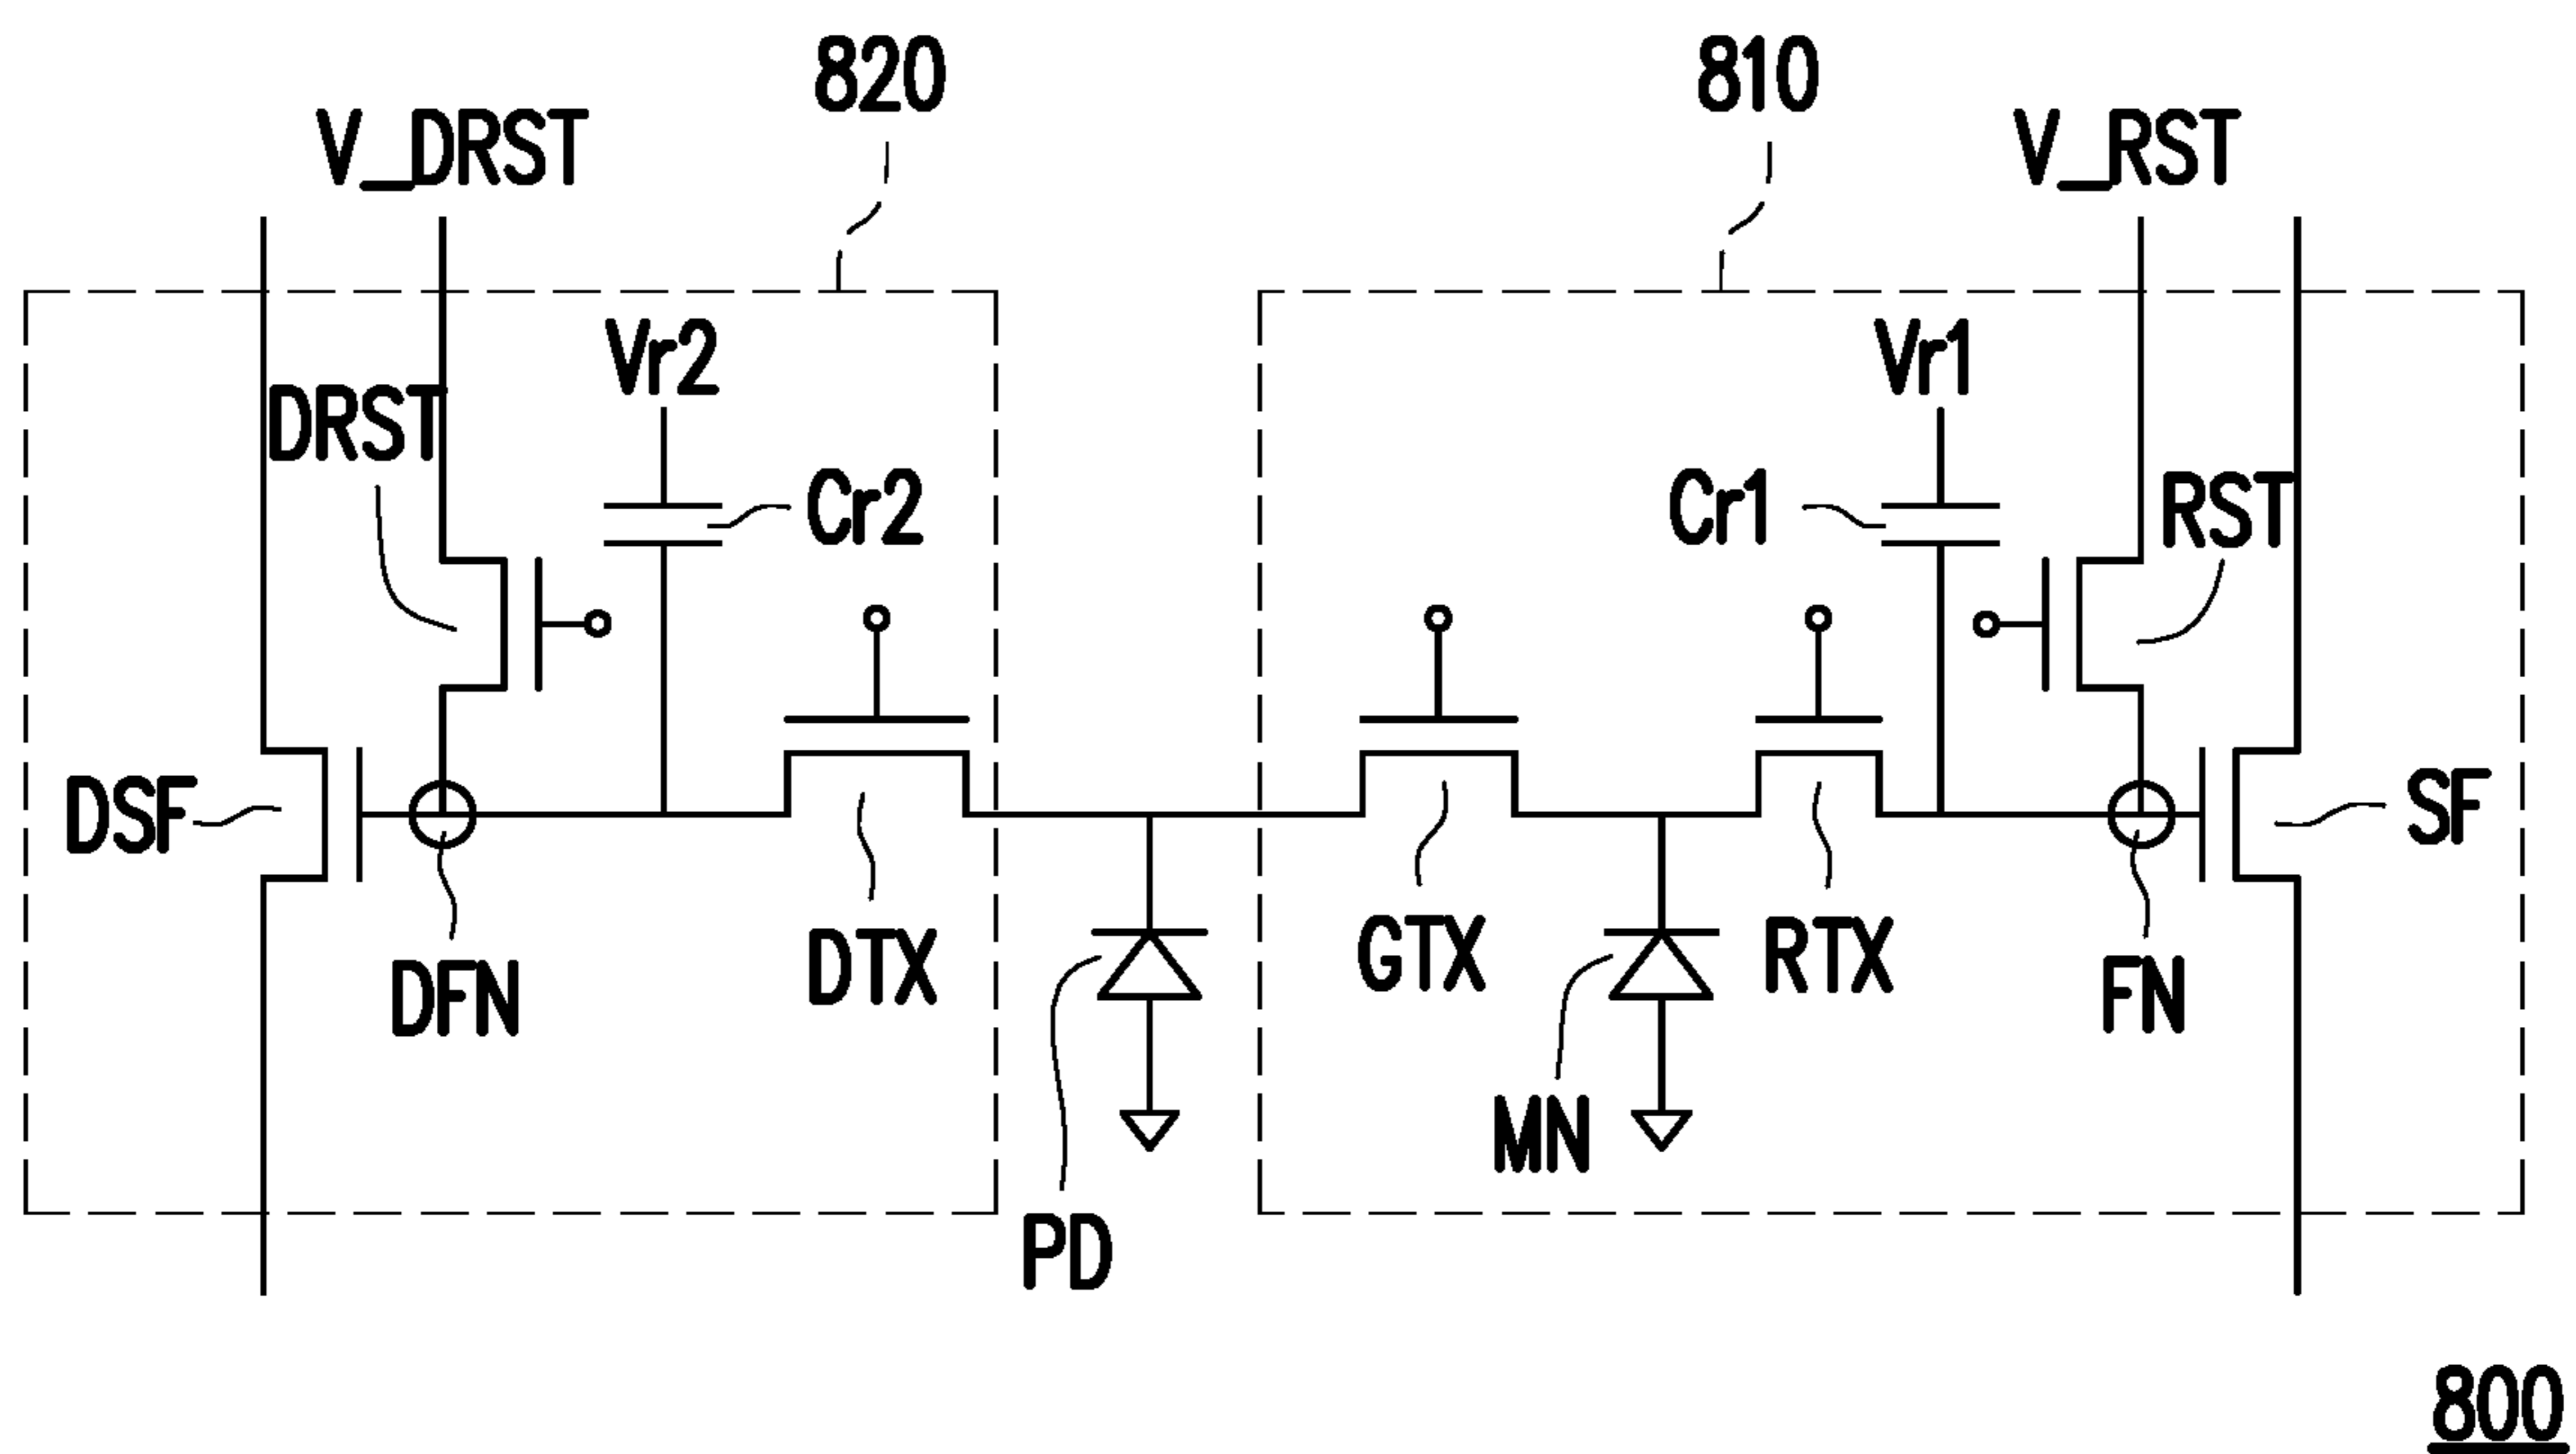 820
810
V_DRST
V_RST
Vr2
Vr1
DRST
Cr2
Cr1
RST
DSF
SF
DFN
DTX
GTX
RTX
FN
MN
PD
800